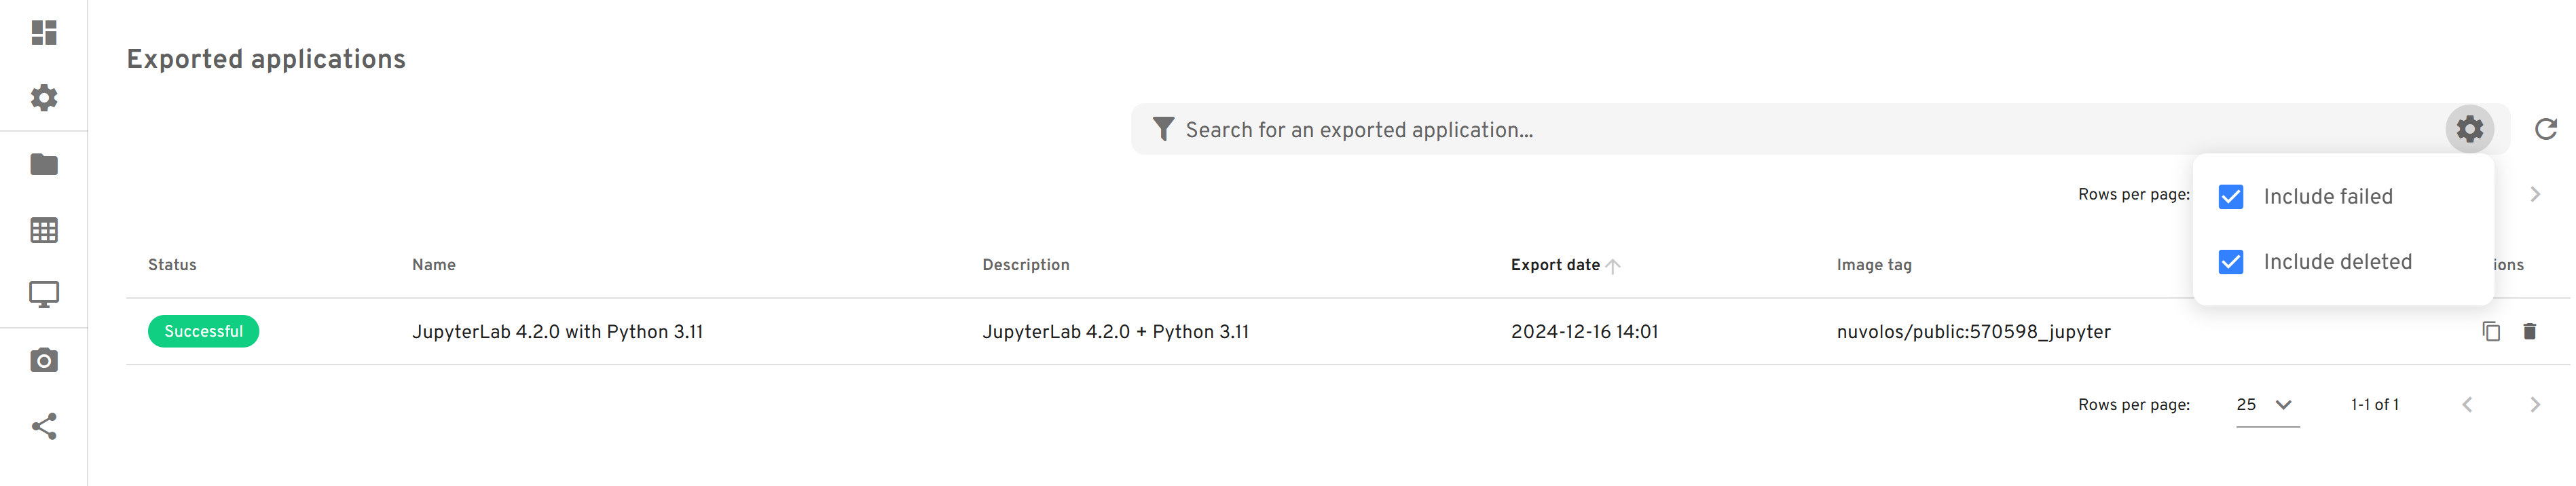 Exported applications
Search for an exported application...
Rows per page:
Include failed
Include deleted
Status Name Description Export date Image tag ions
Successful JupyterLab 4.2.0 with Python 3.11 JupyterLab 4.2.0 + Python 3.11 2024-12-16 14:01 nuvolos/public:570598_jupyter
Rows per page: 25 1-1 of 1